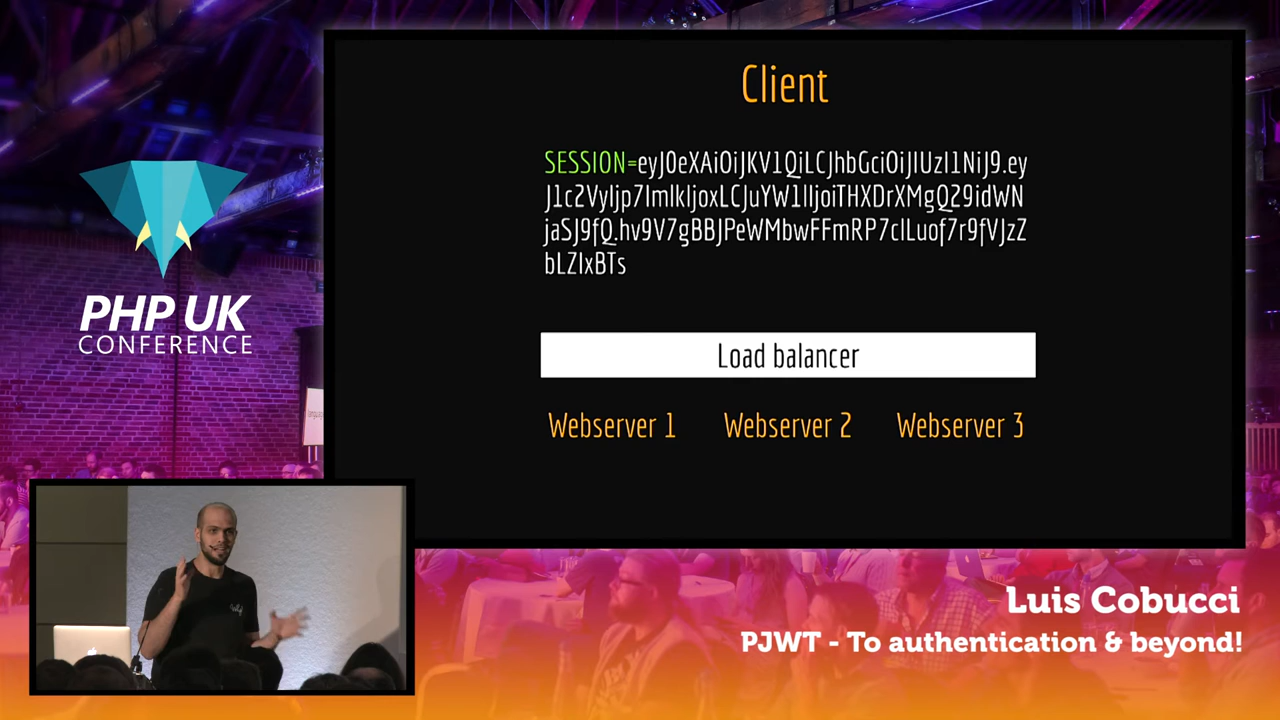 Client
SESSION=eyJ0eXAiOiJKV1QiLCJhbGciOiJIUzI1NiJ9.ey
J1c2VyIjp7ImlkIjoxLCJuYW1lIjoiTHXDrXMgQ29idWN
jaSJ9fQ.hv9V7gBBJPeWMbwFFmRP7cILuof7r9fVJzZ
bLZIxBTs
Load balancer
Webserver 1 Webserver 2 Webserver 3
PHP UK
CONFERENCE
Luis Cobucci
PJWT - To authentication & beyond!